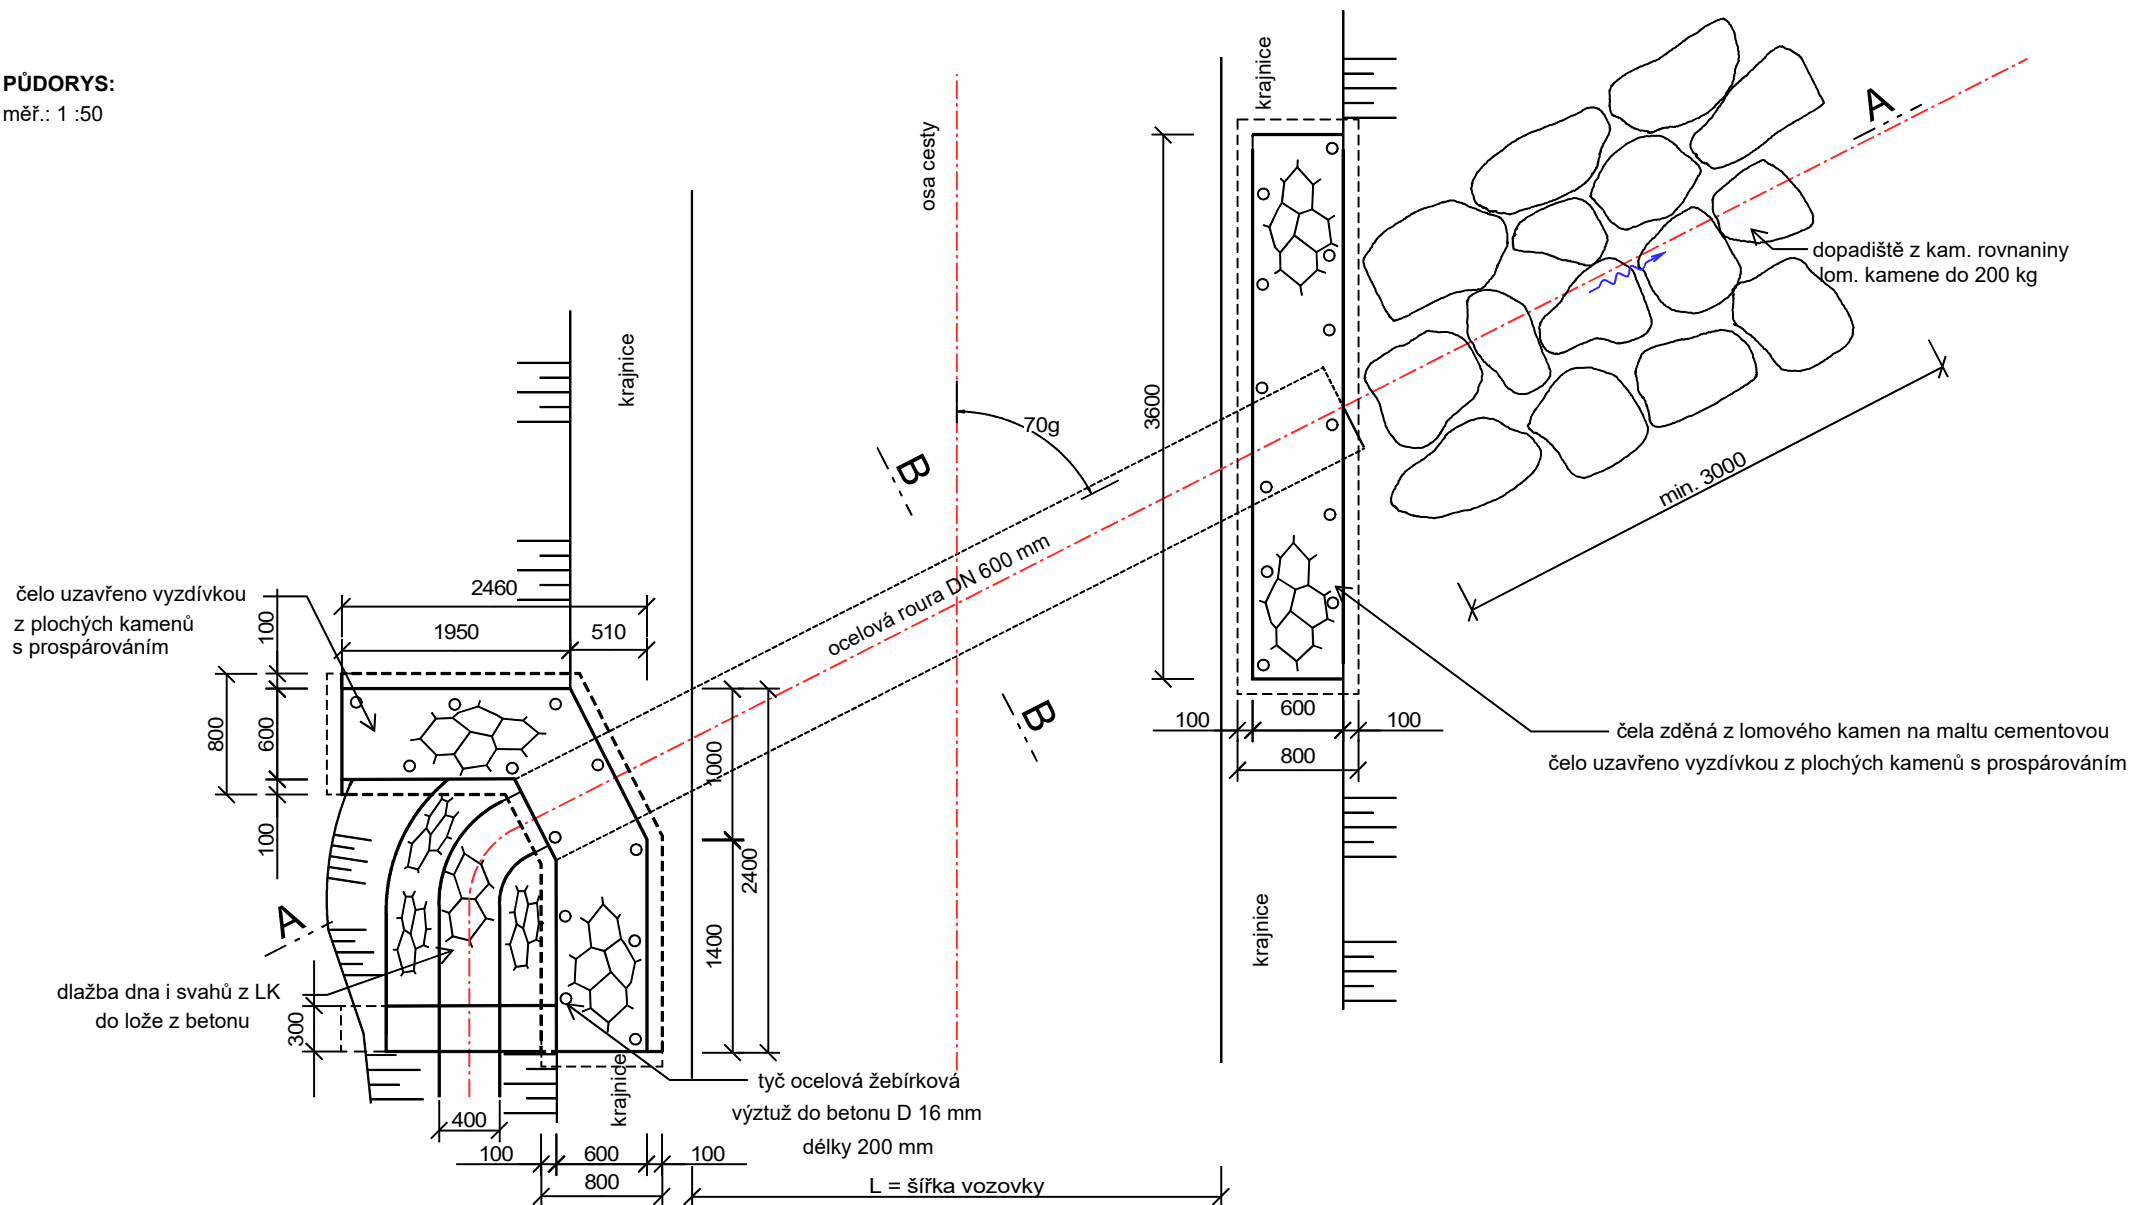 PŮDORYS:
měř.: 1 :50
krajnice
osa cesty
A
dopadiště z kam. rovnaniny
lom. kamene do 200 kg
krajnice
70g
3600
B
min. 3000
ocelová roura DN 600 mm
čelo uzavřeno vyzdívkou
z plochých kamenů
s prospárováním
2460
1950
510
100
800
600
100
1000
2400
1400
B
100
600
100
800
čela zděná z lomového kamen na maltu cementovou
čelo uzavřeno vyzdívkou z plochých kamenů s prospárováním
krajnice
A
dlažba dna i svahů z LK
do lože z betonu
300
krajnice
tyč ocelová žebírková
výztuž do betonu D 16 mm
délky 200 mm
400
100
600
100
800
L = šířka vozovky